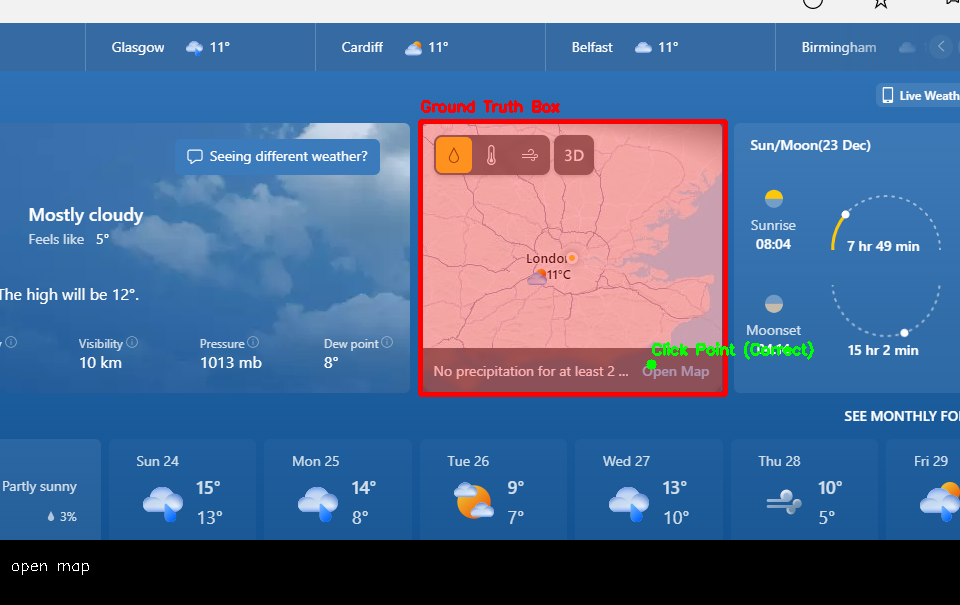 Glasgow 11°
Cardiff 11°
Belfast 11°
Birmingham
Live Weath
Ground Truth Box
Seeing different weather?
Mostly cloudy
Feels like 5°
The high will be 12°.
Visibility
10 km
Pressure
1013 mb
Dew point
8°
3D
London
11°C
No precipitation for at least 2 ... Open Map
Click Point (Correct)
Sun/Moon(23 Dec)
Sunrise
08:04
7 hr 49 min
Moonset
15 hr 2 min
SEE MONTHLY FO
Partly sunny
3%
Sun 24
15°
13°
Mon 25
14°
8°
Tue 26
9°
7°
Wed 27
13°
10°
Thu 28
10°
5°
Fri 29
open map